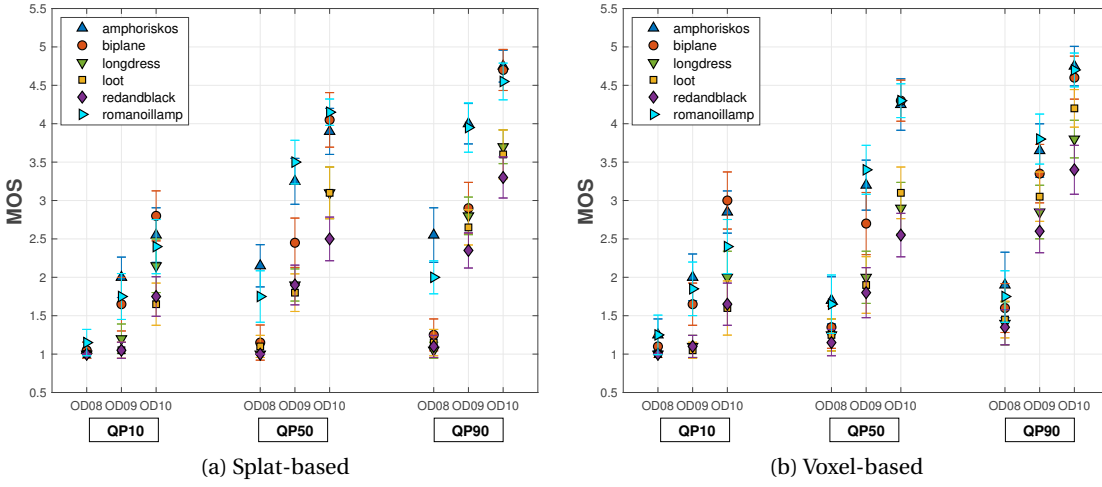 MOS
5.5
5
4.5
4
3.5
3
2.5
2
1.5
1
0.5
amphoriskos
biplane
longdress
loot
redandblack
romanoillamp
OD08 OD09 OD10 OD08 OD09 OD10 OD08 OD09 OD10
QP10 QP50 QP90
(a) Splat-based
MOS
5.5
5
4.5
4
3.5
3
2.5
2
1.5
1
0.5
amphoriskos
biplane
longdress
loot
redandblack
romanoillamp
OD08 OD09 OD10 OD08 OD09 OD10 OD08 OD09 OD10
QP10 QP50 QP90
(b) Voxel-based